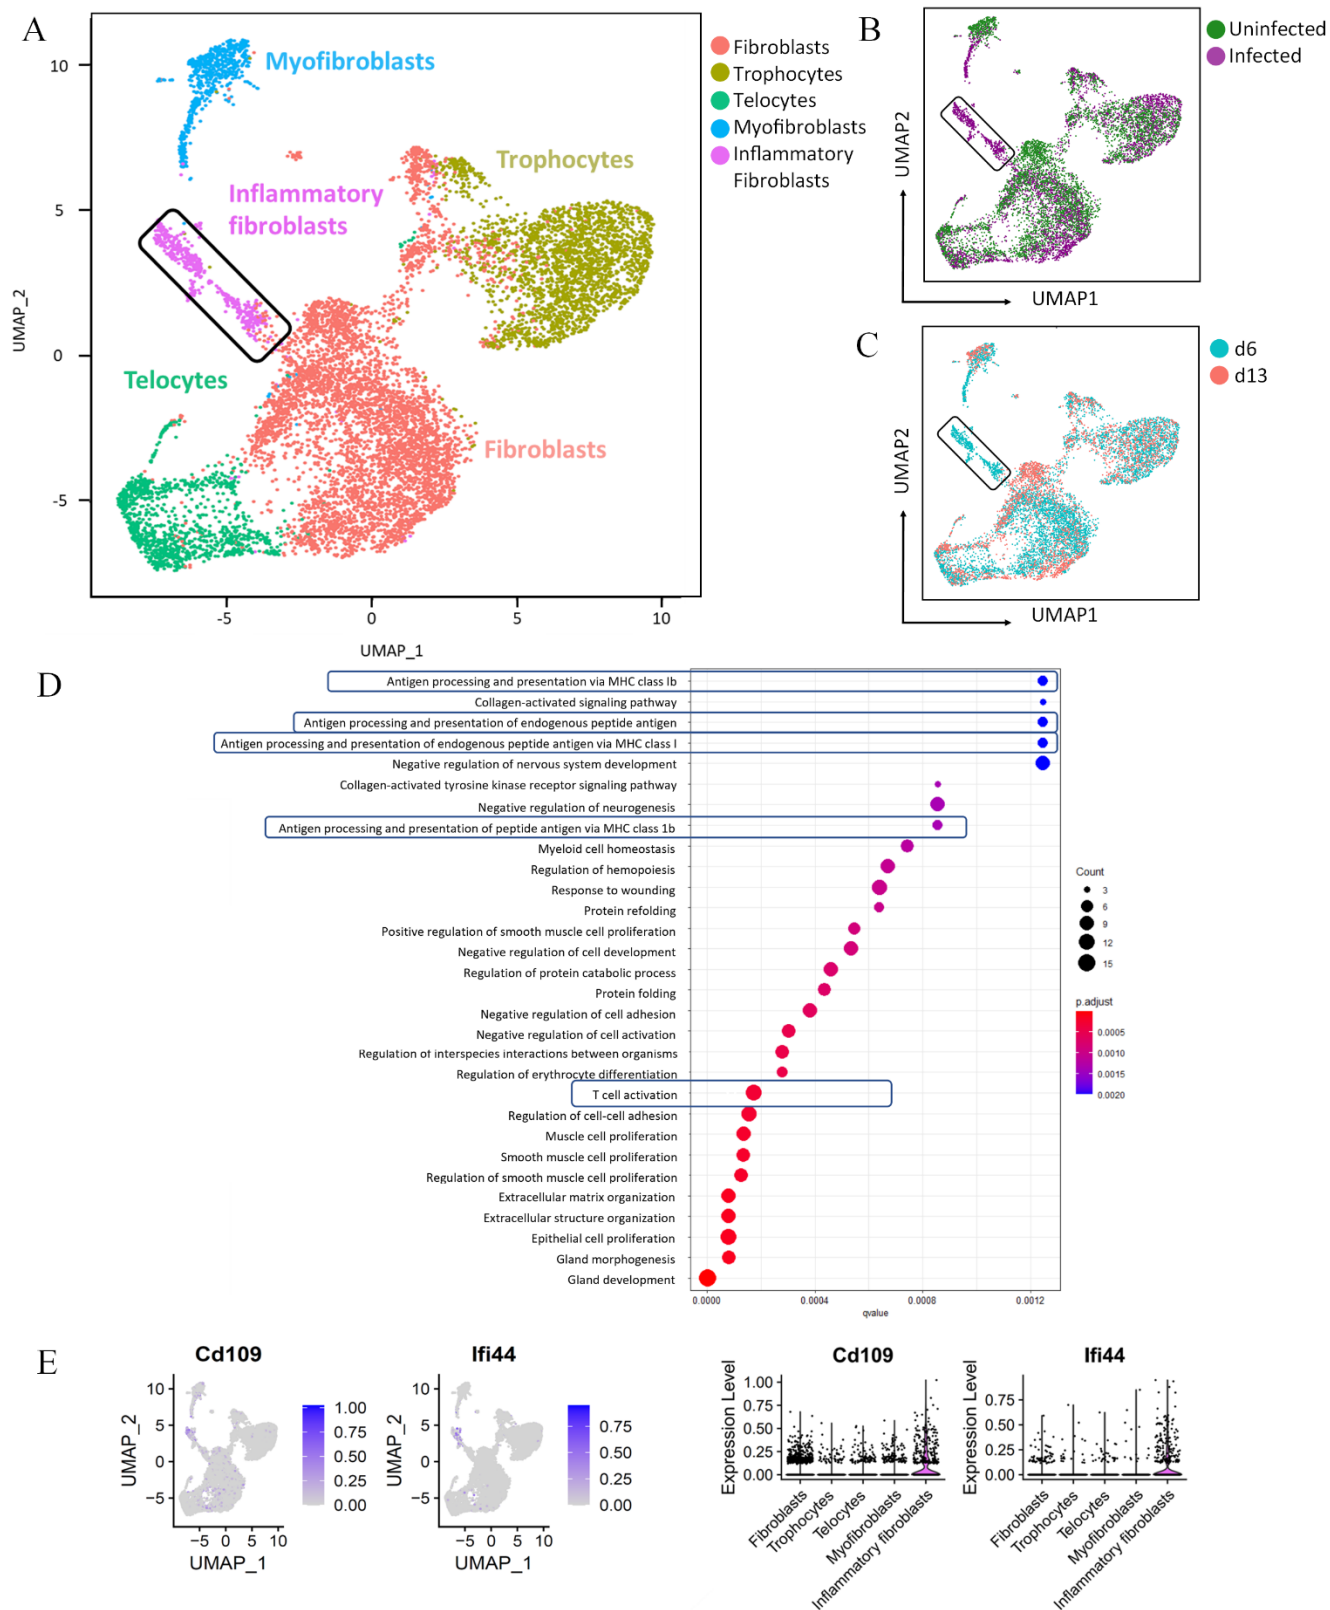 A
10
5
0
-5
-5
0
5
10
UMAP_2
UMAP_1
Myofibroblasts
Trophocytes
Inflammatory
fibroblasts
Telocytes
Fibroblasts
Fibroblasts
Trophocytes
Telocytes
Myofibroblasts
Inflammatory
Fibroblasts
B
UMAP2
UMAP1
Uninfected
Infected
C
UMAP2
UMAP1
d6
d13
D
Antigen processing and presentation via MHC class Ib
Collagen-activated signaling pathway
Antigen processing and presentation of endogenous peptide antigen
Antigen processing and presentation of endogenous peptide antigen via MHC class I
Negative regulation of nervous system development
Collagen-activated tyrosine kinase receptor signaling pathway
Negative regulation of neurogenesis
Antigen processing and presentation of peptide antigen via MHC class 1b
Myeloid cell homeostasis
Regulation of hemopoiesis
Response to wounding
Protein refolding
Positive regulation of smooth muscle cell proliferation
Negative regulation of cell development
Regulation of protein catabolic process
Protein folding
Negative regulation of cell adhesion
Negative regulation of cell activation
Regulation of interspecies interactions between organisms
Regulation of erythrocyte differentiation
T cell activation
Regulation of cell-cell adhesion
Muscle cell proliferation
Smooth muscle cell proliferation
Regulation of smooth muscle cell proliferation
Extracellular matrix organization
Extracellular structure organization
Epithelial cell proliferation
Gland morphogenesis
Gland development
0.0000 0.0004 0.0008 0.0012
qvalue
Count
3
6
9
12
15
p.adjust
0.0005
0.0010
0.0015
0.0020
E
Cd109
10
5
0
−5
−5 0 5 10
UMAP_2
UMAP_1
1.00
0.75
0.50
0.25
0.00
Ifi44
10
5
0
−5
−5 0 5 10
UMAP_2
UMAP_1
0.75
0.50
0.25
0.00
Cd109
Expression Level
1.00
0.75
0.50
0.25
0.00
Fibroblasts
Trophocytes
Telocytes
Myofibroblasts
Inflammatory fibroblasts
Ifi44
Expression Level
0.75
0.50
0.25
0.00
Fibroblasts
Trophocytes
Telocytes
Myofibroblasts
Inflammatory fibroblasts